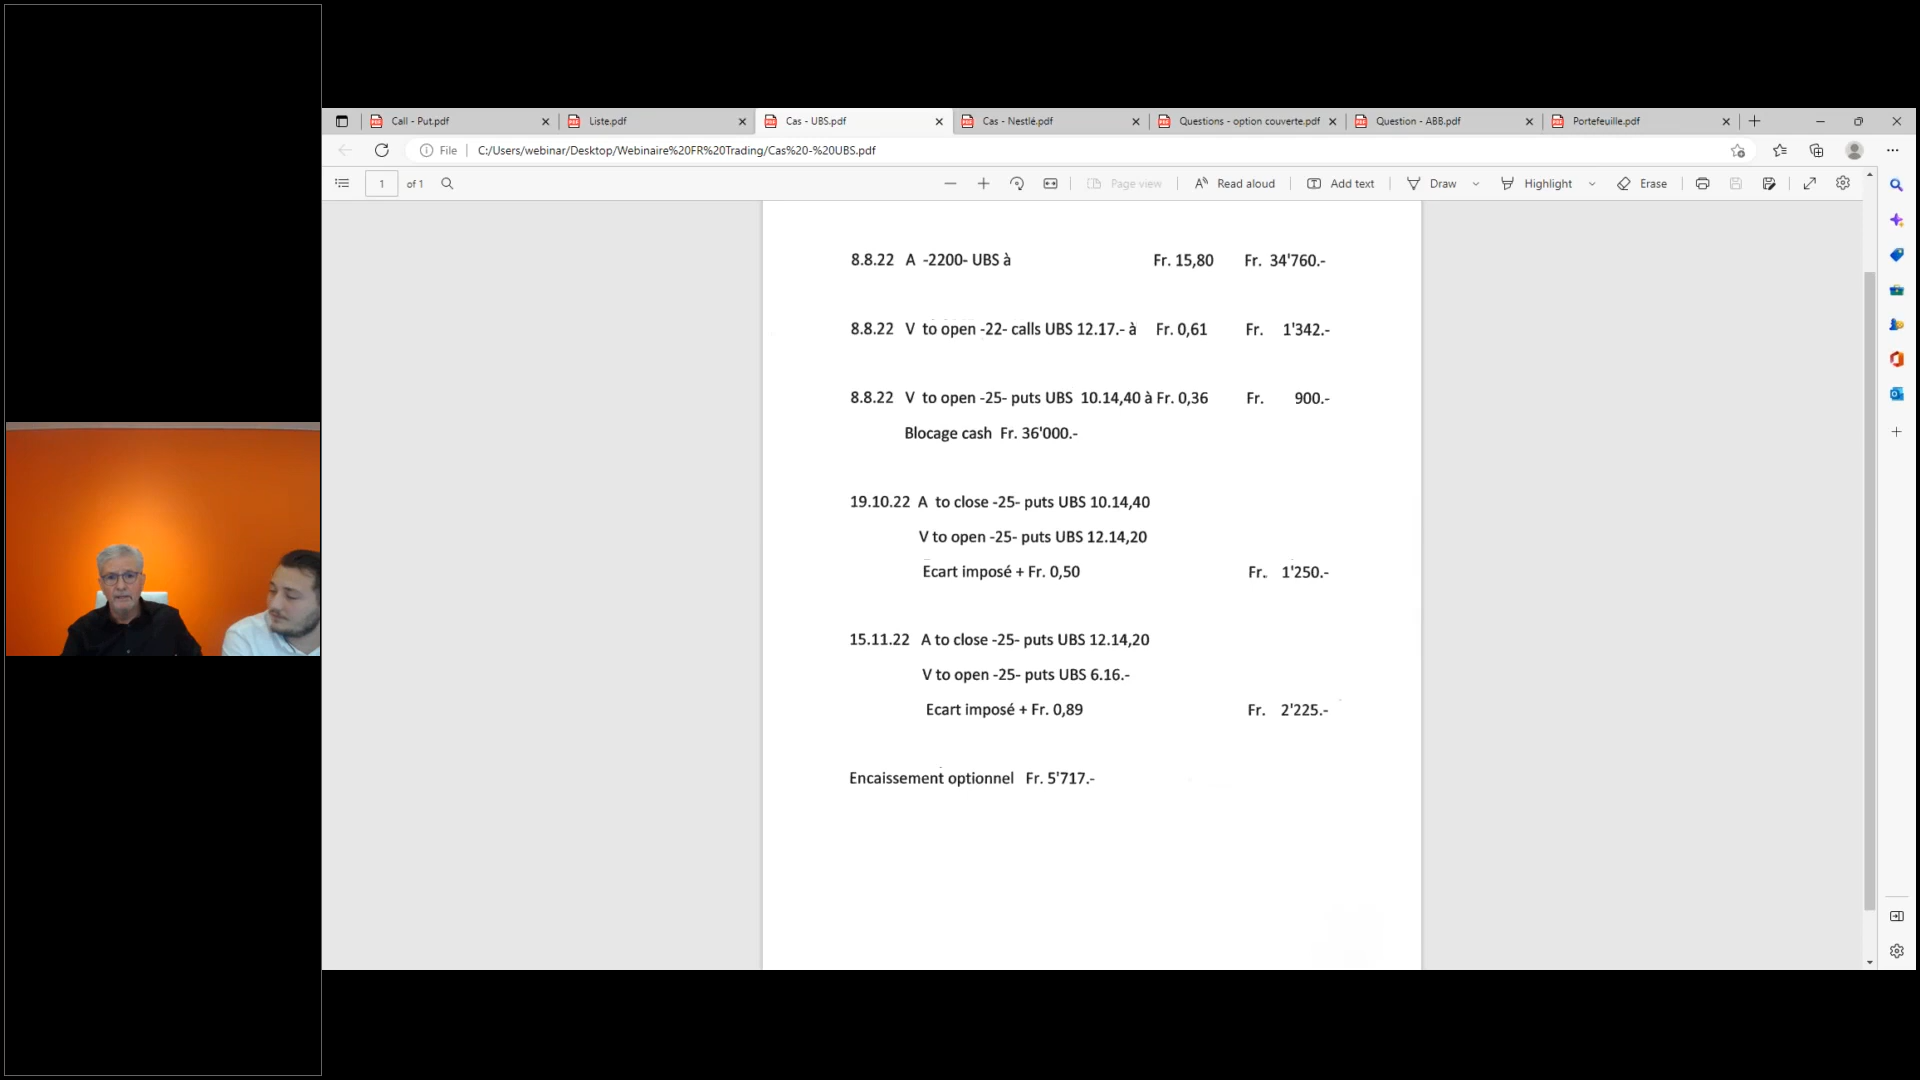 Call - Put.pdf
Liste.pdf
Cas - UBS.pdf
Cas - Nestlé.pdf
Questions - option couverte.pdf
Question - ABB.pdf
Portefeuille.pdf
File
C:/Users/webinar/Desktop/Webinaire%20FR%20Trading/Cas%20-%20UBS.pdf
1 of 1
Page view
Read aloud
Add text
Draw
Highlight
Erase
8.8.22 A -2200- UBS à Fr. 15,80 Fr. 34'760.-
8.8.22 V to open -22- calls UBS 12.17.- à Fr. 0,61 Fr. 1'342.-
8.8.22 V to open -25- puts UBS 10.14,40 à Fr. 0,36 Fr. 900.-
Blocage cash Fr. 36'000.-
19.10.22 A to close -25- puts UBS 10.14,40
V to open -25- puts UBS 12.14,20
Ecart imposé + Fr. 0,50 Fr. 1'250.-
15.11.22 A to close -25- puts UBS 12.14,20
V to open -25- puts UBS 6.16.-
Ecart imposé + Fr. 0,89 Fr. 2'225.-
Encaissement optionnel Fr. 5'717.-